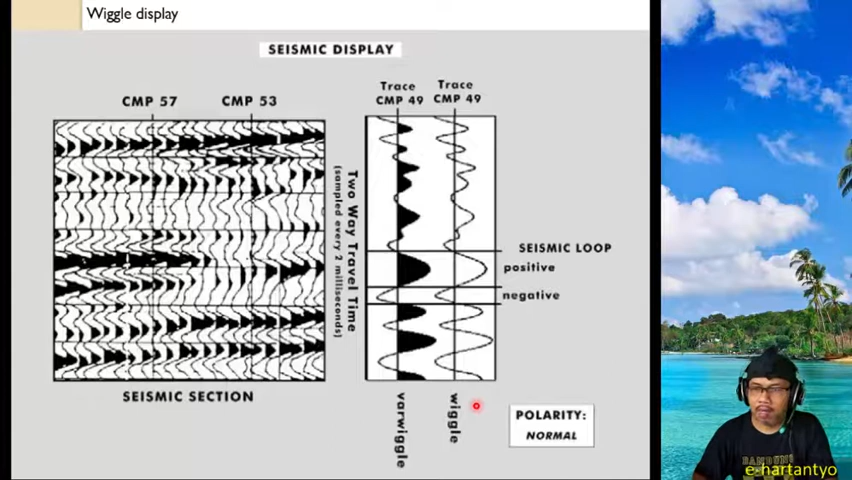 Wiggle display
SEISMIC DISPLAY
CMP 57
CMP 53
Trace
CMP 49
Trace
CMP 49
Two Way Travel Time
(sampled every 2 milliseconds)
SEISMIC LOOP
positive
negative
SEISMIC SECTION
varwiggle
wiggle
POLARITY:
NORMAL
BANDUNG
e-hartantyo